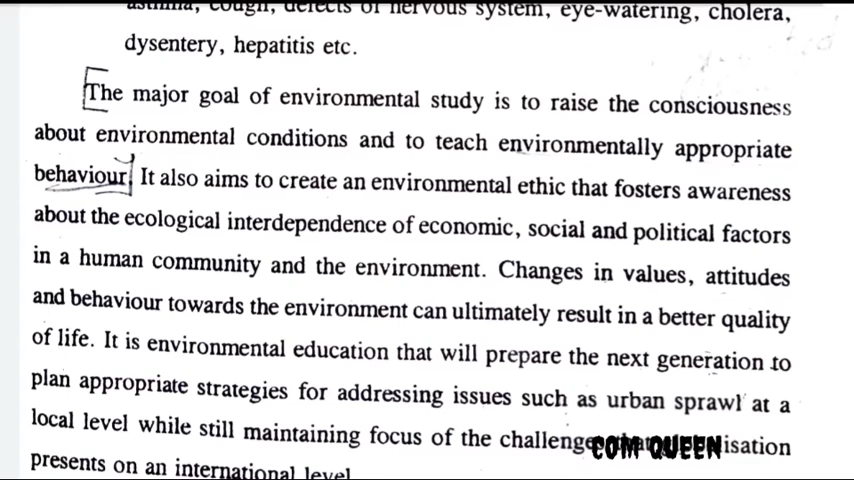 asthma, cough, defects of nervous system, eye-watering, cholera,
dysentery, hepatitis etc.
The major goal of environmental study is to raise the consciousness
about environmental conditions and to teach environmentally appropriate
behaviour. It also aims to create an environmental ethic that fosters awareness
about the ecological interdependence of economic, social and political factors
in a human community and the environment. Changes in values, attitudes
and behaviour towards the environment can ultimately result in a better quality
of life. It is environmental education that will prepare the next generation to
plan appropriate strategies for addressing issues such as urban sprawl at a
local level while still maintaining focus of the challenges that isation
COM QUEEN
presents on an international level